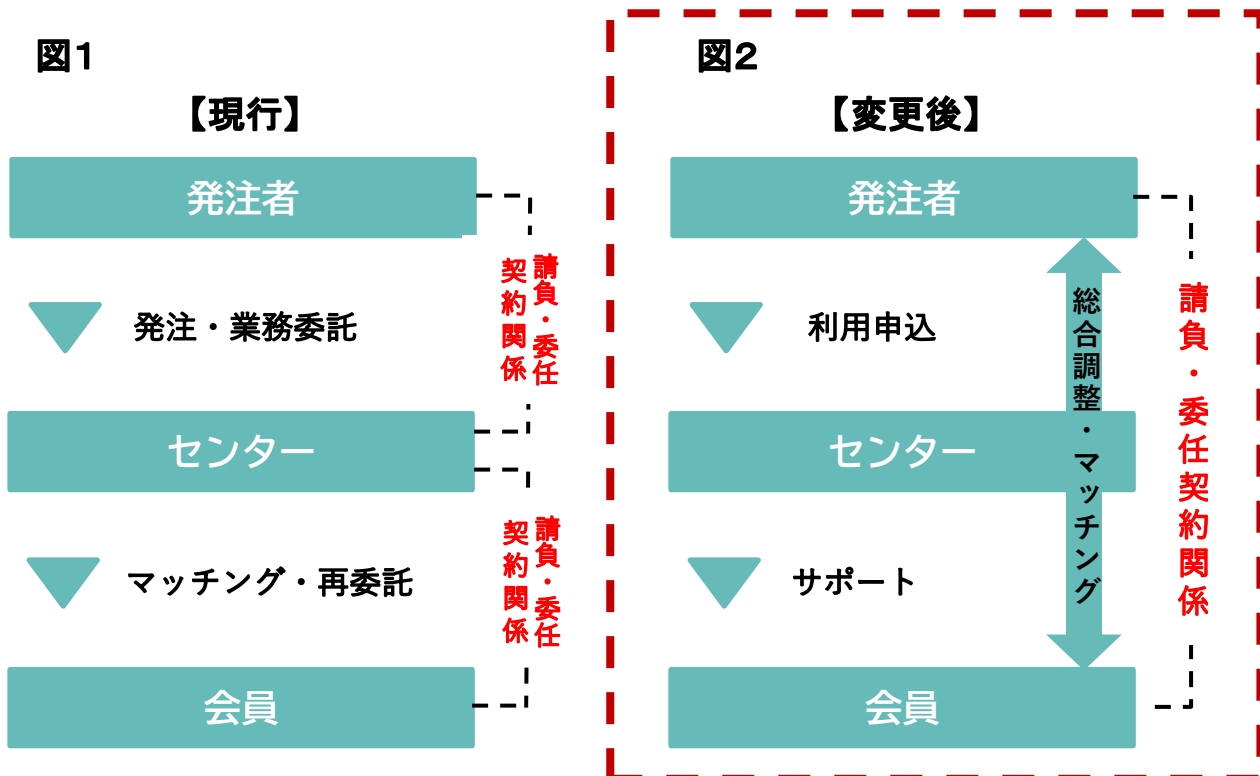 図1
【現行】
発注者
発注・業務委託
請負・委任
契約関係
センター
マッチング・再委託
請負・委任
契約関係
会員
図2
【変更後】
発注者
利用申込
センター
サポート
会員
総合調整・マッチング
請負・委任契約関係